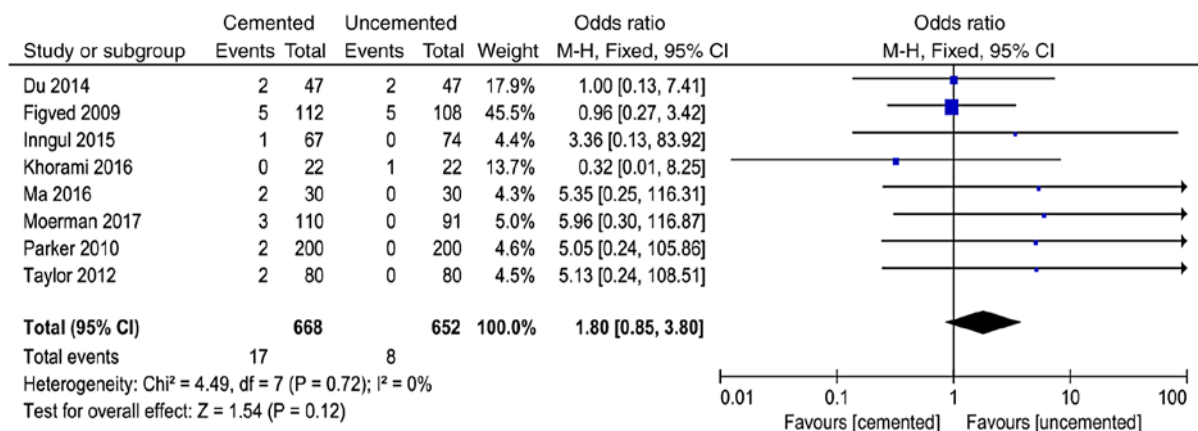 Cemented Uncemented Odds ratio Odds ratio
Study or subgroup Events Total Events Total Weight M-H, Fixed, 95% CI M-H, Fixed, 95% CI
Du 2014 2 47 2 47 17.9% 1.00 [0.13, 7.41]
Figved 2009 5 112 5 108 45.5% 0.96 [0.27, 3.42]
Inngul 2015 1 67 0 74 4.4% 3.36 [0.13, 83.92]
Khorami 2016 0 22 1 22 13.7% 0.32 [0.01, 8.25]
Ma 2016 2 30 0 30 4.3% 5.35 [0.25, 116.31]
Moerman 2017 3 110 0 91 5.0% 5.96 [0.30, 116.87]
Parker 2010 2 200 0 200 4.6% 5.05 [0.24, 105.86]
Taylor 2012 2 80 0 80 4.5% 5.13 [0.24, 108.51]
Total (95% CI) 668 652 100.0% 1.80 [0.85, 3.80]
Total events 17 8
Heterogeneity: Chi² = 4.49, df = 7 (P = 0.72); I² = 0%
Test for overall effect: Z = 1.54 (P = 0.12)
0.01 0.1 1 10 100
Favours [cemented] Favours [uncemented]